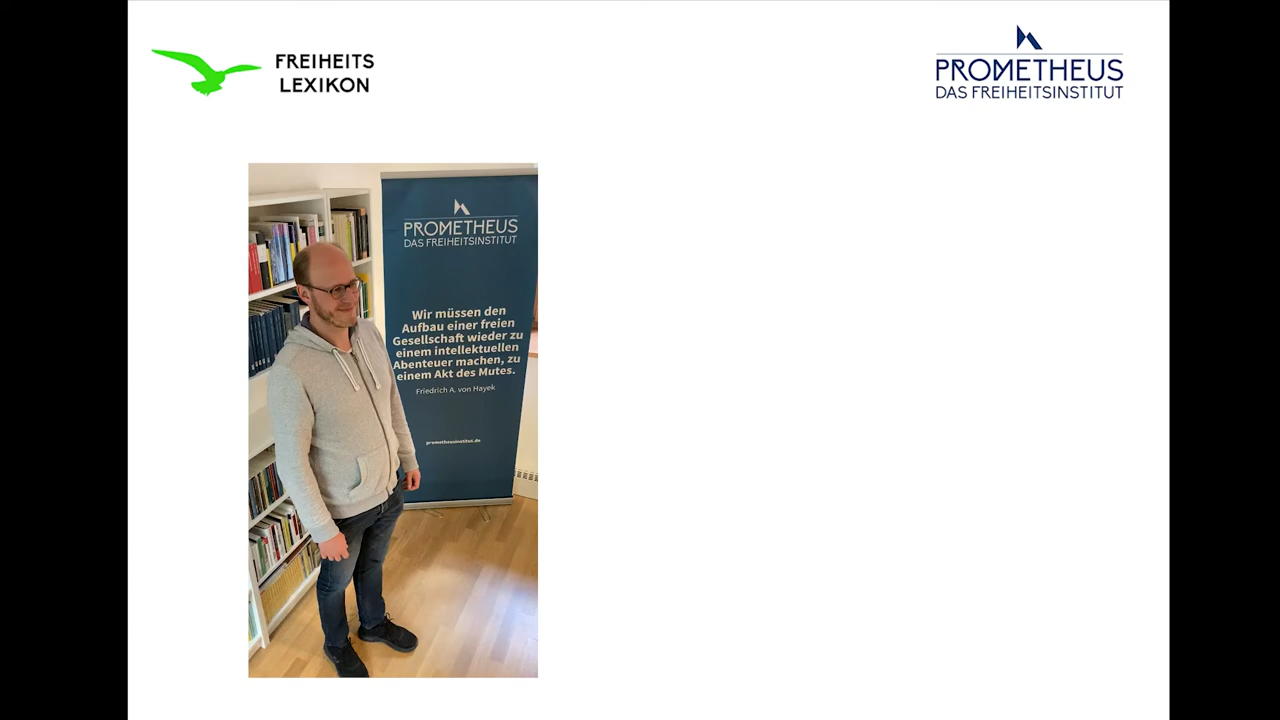 FREIHEITS
LEXIKON
PROMETHEUS
DAS FREIHEITSINSTITUT
PROMETHEUS
DAS FREIHEITSINSTITUT
Wir müssen den
Aufbau einer freien
Gesellschaft wieder zu
einem intellektuellen
Abenteuer machen, zu
einem Akt des Mutes.
Friedrich A. von Hayek
prometheusinstitut.de